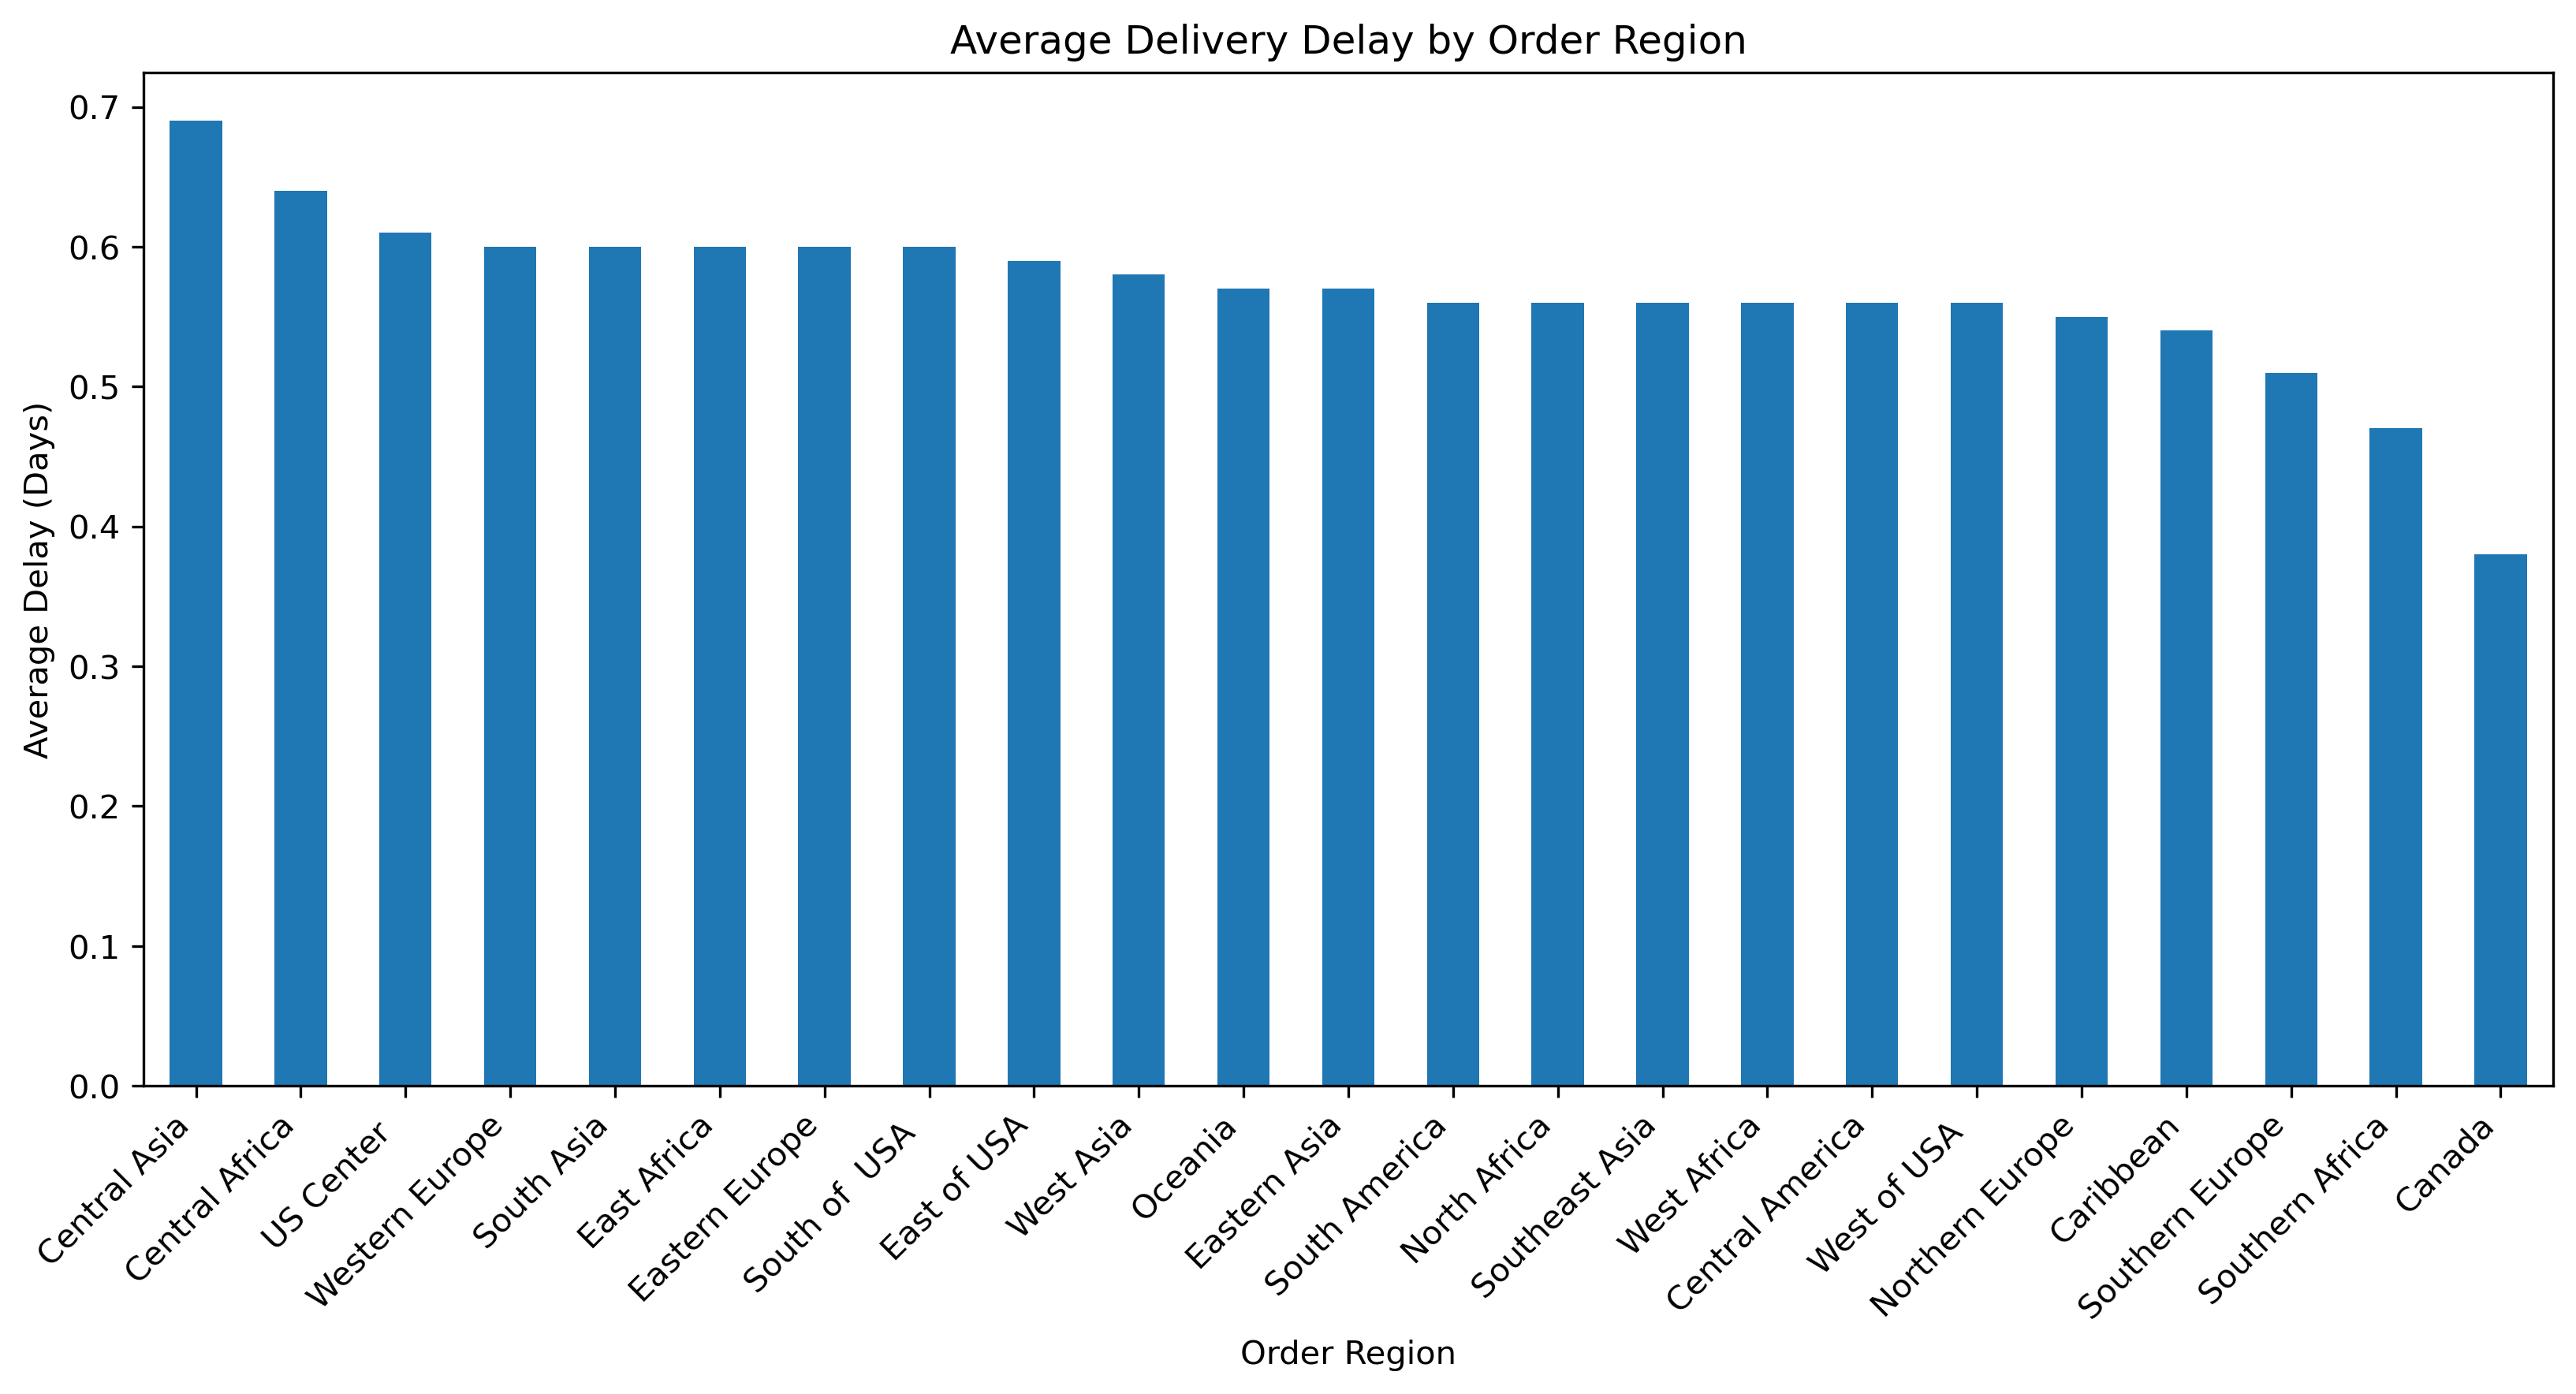 Average Delivery Delay by Order Region
Average Delay (Days)
0.7
0.6
0.5
0.4
0.3
0.2
0.1
0.0
Central Asia
Central Africa
US Center
Western Europe
South Asia
East Africa
Eastern Europe
South of  USA
East of USA
West Asia
Oceania
Eastern Asia
South America
North Africa
Southeast Asia
West Africa
Central America
West of USA
Northern Europe
Caribbean
Southern Europe
Southern Africa
Canada
Order Region